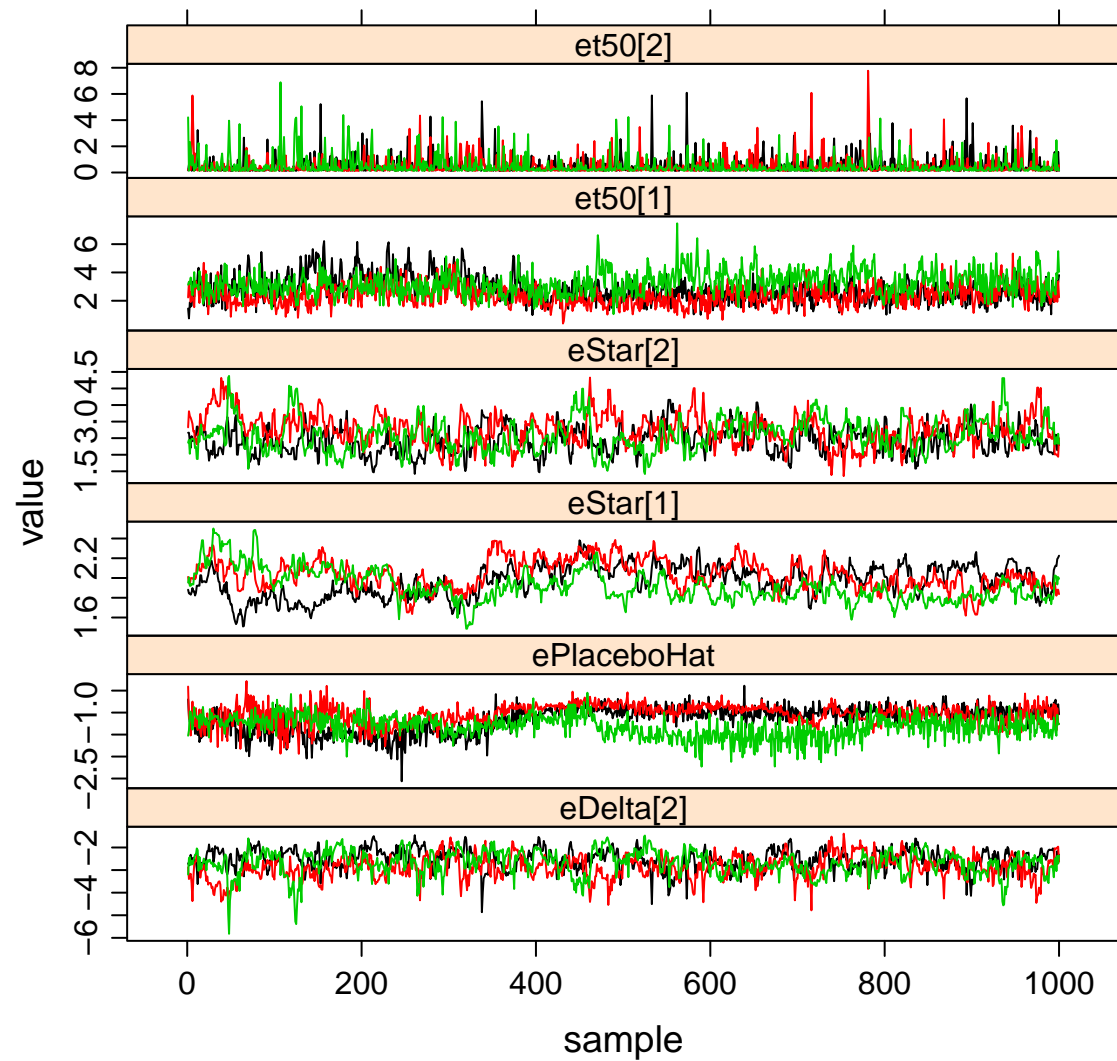 et50[2]
0 2 4 6 8
et50[1]
2 4 6
eStar[2]
1.5 3.0 4.5
eStar[1]
1.6 2.2
ePlaceboHat
−2.5 −1.0
eDelta[2]
−6 −4 −2
value
0 200 400 600 800 1000
sample